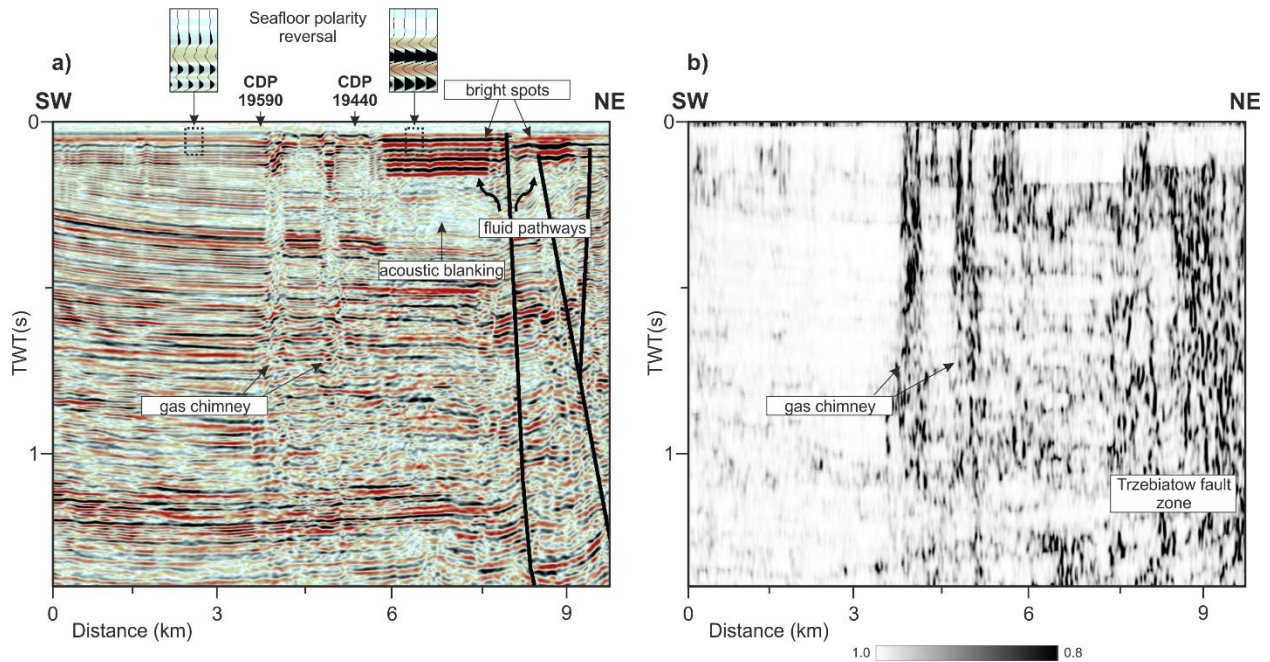 Seafloor polarity
reversal
a)
b)
CDP
19590
CDP
19440
bright spots
SW
NE
SW
NE
0
0
fluid pathways
acoustic blanking
TWT(s)
TWT(s)
gas chimney
gas chimney
1
1
Trzebiatow fault
zone
0
3
6
9
0
3
6
9
Distance (km)
Distance (km)
1.0
0.8